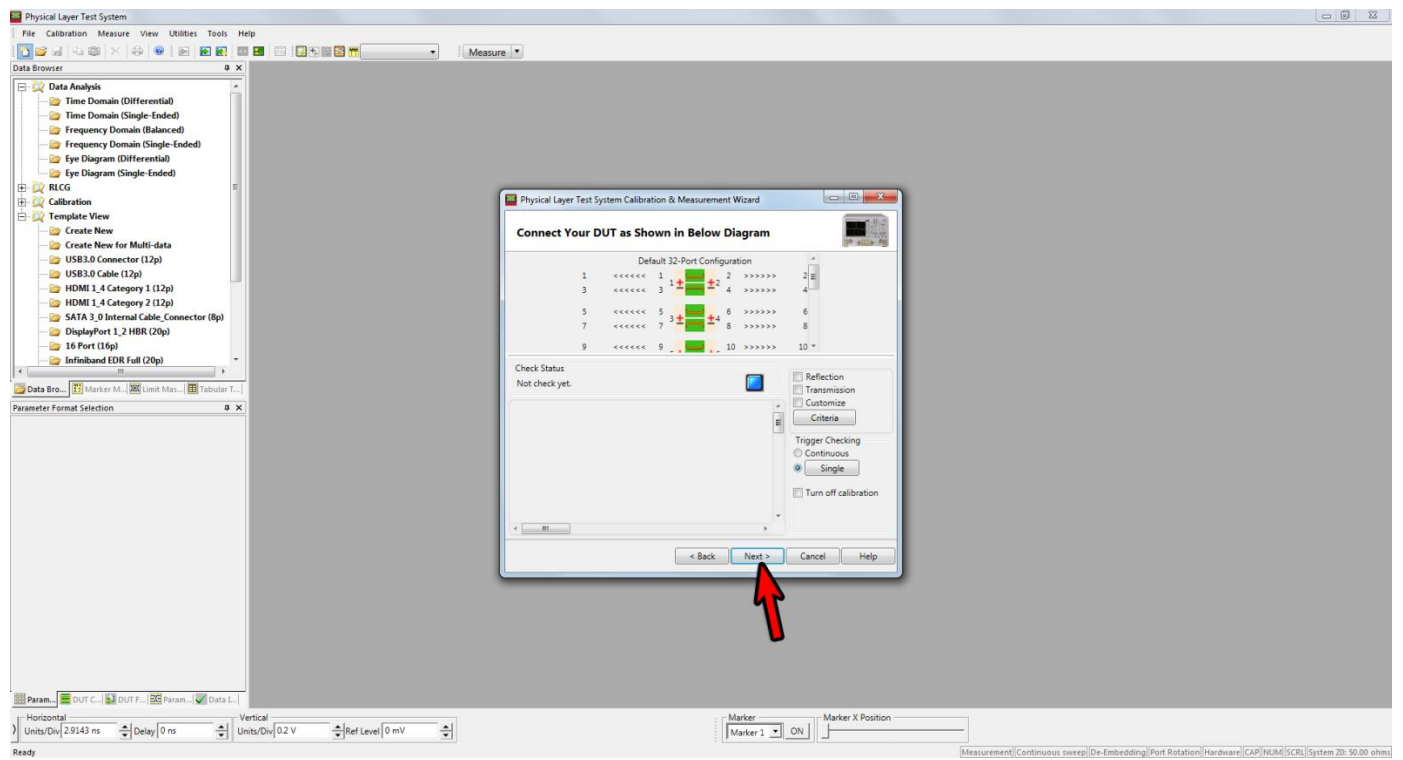 Physical Layer Test System
File Calibration Measure View Utilities Tools Help
Measure
Data Browser
Data Analysis
Time Domain (Differential)
Time Domain (Single-Ended)
Frequency Domain (Balanced)
Frequency Domain (Single-Ended)
Eye Diagram (Differential)
Eye Diagram (Single-Ended)
RLCG
Calibration
Template View
Create New
Create New for Multi-data
USB3.0 Connector (12p)
USB3.0 Cable (12p)
HDMI 1_4 Category 1 (12p)
HDMI 1_4 Category 2 (12p)
SATA 3_0 Internal Cable_Connector (8p)
DisplayPort 1_2 HBR (20p)
16 Port (16p)
Infiniband EDR Full (20p)
Data Bro... Marker M... Limit Mas... Tabular T...
Parameter Format Selection
Param... DUT C... DUT F... Param... Data I...
Physical Layer Test System Calibration & Measurement Wizard
Connect Your DUT as Shown in Below Diagram
Default 32-Port Configuration
1 <<<<<< 1 1 ± ± 2 2 >>>>>> 2
3 <<<<<< 3 4 >>>>>> 4
5 <<<<<< 5 3 ± ± 4 6 >>>>>> 6
7 <<<<<< 7 8 >>>>>> 8
9 <<<<<< 9 10 >>>>>> 10
Check Status
Not check yet.
Reflection
Transmission
Customize
Criteria
Trigger Checking
Continuous
Single
Turn off calibration
< Back Next > Cancel Help
Horizontal
Units/Div 2.9143 ns Delay 0 ns
Vertical
Units/Div 0.2 V Ref Level 0 mV
Marker
Marker 1 ON
Marker X Position
Ready
Measurement Continuous sweep De-Embedding Port Rotation Hardware CAP NUM SCRL System Z0: 50.00 ohms